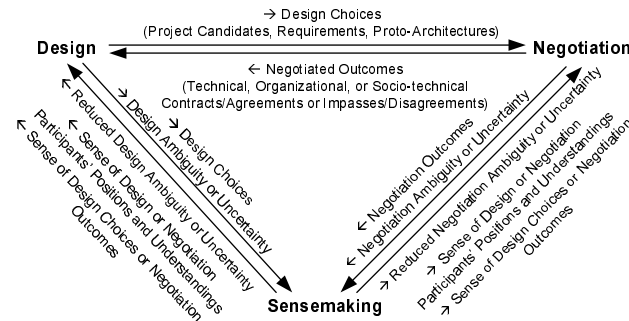 → Design Choices
(Project Candidates, Requirements, Proto-Architectures)
Design
Negotiation
← Negotiated Outcomes
(Technical, Organizational, or Socio-technical
Contracts/Agreements or Impasses/Disagreements)
→ Design Choices
→ Design Ambiguity or Uncertainty
← Reduced Design Ambiguity or Uncertainty
← Sense of Design or Negotiation
Participants' Positions and Understandings
← Sense of Design Choices or Negotiation
Outcomes
← Negotiation Outcomes
← Negotiation Ambiguity or Uncertainty
→ Reduced Negotiation Ambiguity or Uncertainty
→ Sense of Design or Negotiation
Participants' Positions and Understandings
→ Sense of Design Choices or Negotiation
Outcomes
Sensemaking